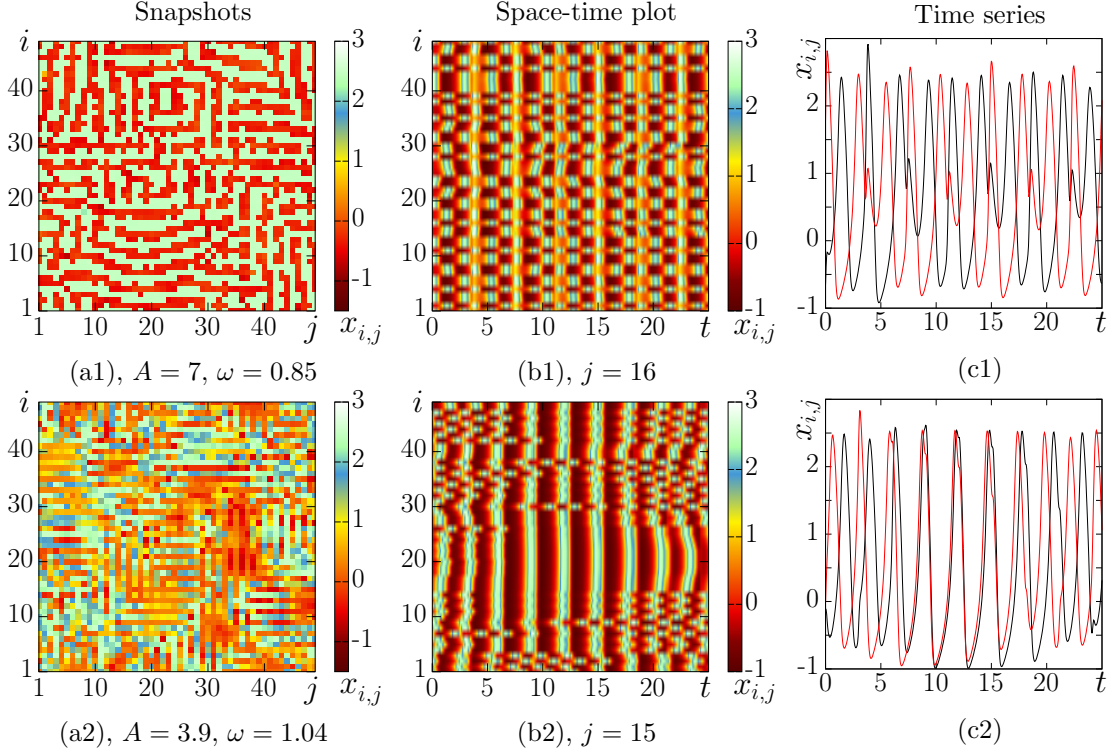 Snapshots
Space-time plot
Time series
i
40
30
20
10
1
1 10 20 30 40 j
3
2
1
0
-1
x_{i,j}
(a1), A = 7, ω = 0.85
i
40
30
20
10
1
0 5 10 15 20 t
3
2
1
0
-1
x_{i,j}
(b1), j = 16
x_{i,j}
2
1
0
-1
0 5 10 15 20 t
(c1)
i
40
30
20
10
1
1 10 20 30 40 j
3
2
1
0
-1
x_{i,j}
(a2), A = 3.9, ω = 1.04
i
40
30
20
10
1
0 5 10 15 20 t
3
2
1
0
-1
x_{i,j}
(b2), j = 15
x_{i,j}
2
1
0
-1
0 5 10 15 20 t
(c2)